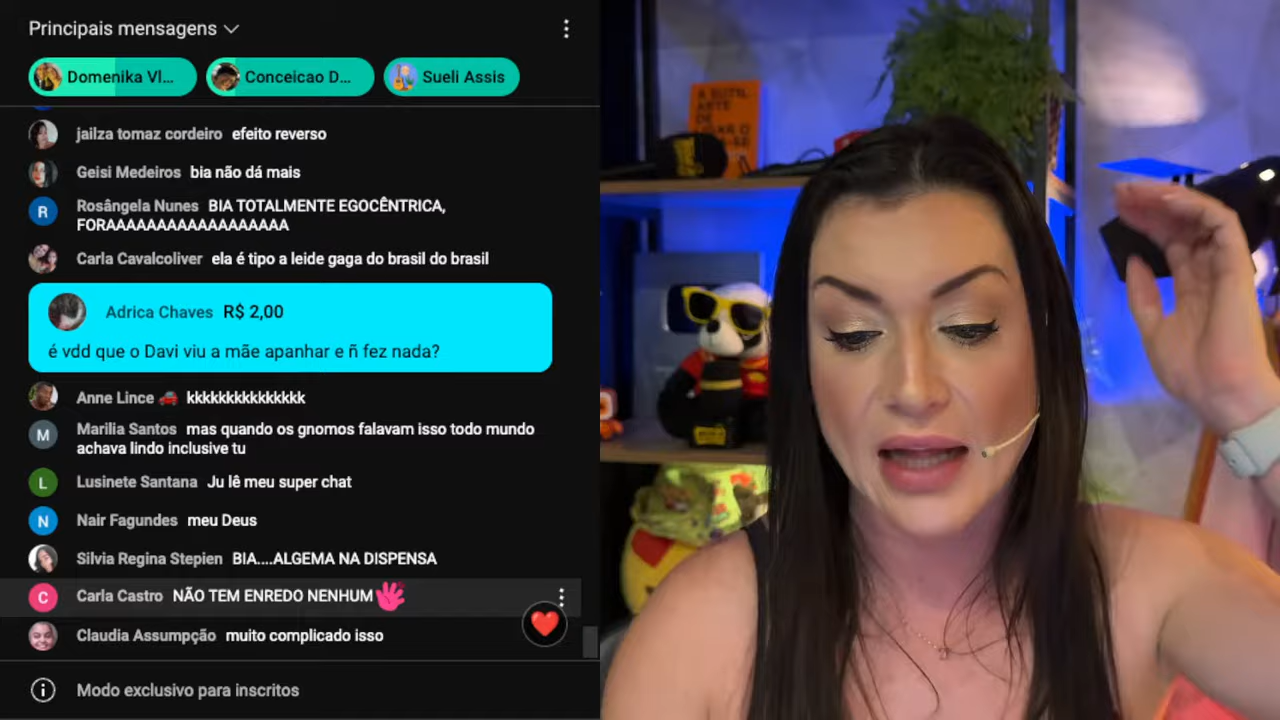 Principais mensagens
Domenika Vl...
Conceicao D...
Sueli Assis
jailza tomaz cordeiro efeito reverso
Geisi Medeiros bia não dá mais
R
Rosângela Nunes BIA TOTALMENTE EGOCÊNTRICA,
FORAAAAAAAAAAAAAAAAAA
Carla Cavalcoliver ela é tipo a leide gaga do brasil do brasil
Adrica Chaves R$ 2,00
é vdd que o Davi viu a mãe apanhar e ñ fez nada?
Anne Lince 🚗 kkkkkkkkkkkkkkk
M
Marilia Santos mas quando os gnomos falavam isso todo mundo
achava lindo inclusive tu
L Lusinete Santana Ju lê meu super chat
N Nair Fagundes meu Deus
Silvia Regina Stepien BIA....ALGEMA NA DISPENSA
C Carla Castro NÃO TEM ENREDO NENHUM
Claudia Assumpção muito complicado isso
Modo exclusivo para inscritos
A SUTIL
ARTE
DE